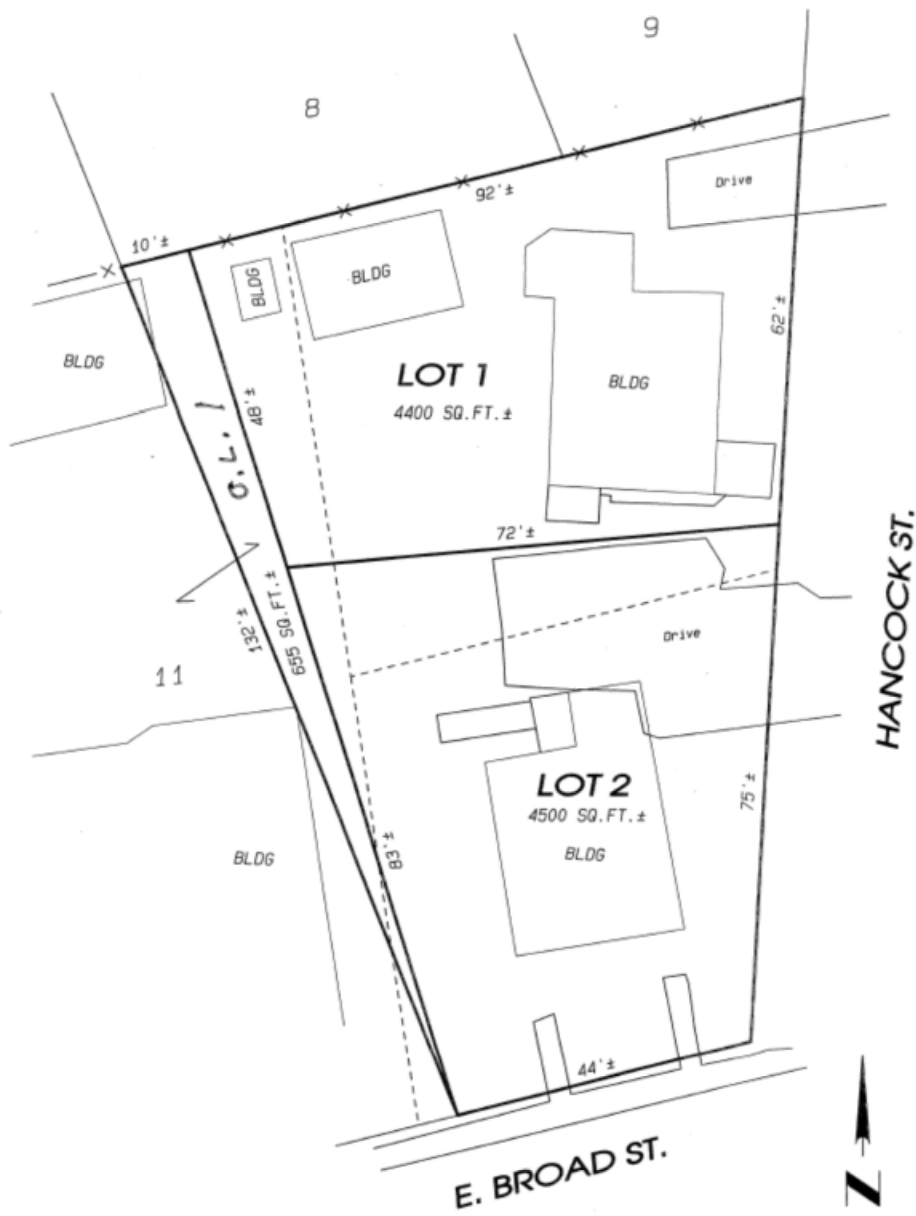 9
8
Drive
92'±
10'±
BLDG
BLDG
BLDG
62'±
LOT 1
BLDG
4400 SQ.FT.±
48'±
O.L. 1
72'±
HANCOCK ST.
132'±
655 SQ.FT.±
Drive
11
LOT 2
4500 SQ.FT.±
75'±
BLDG
83'±
BLDG
44'±
E. BROAD ST.
N